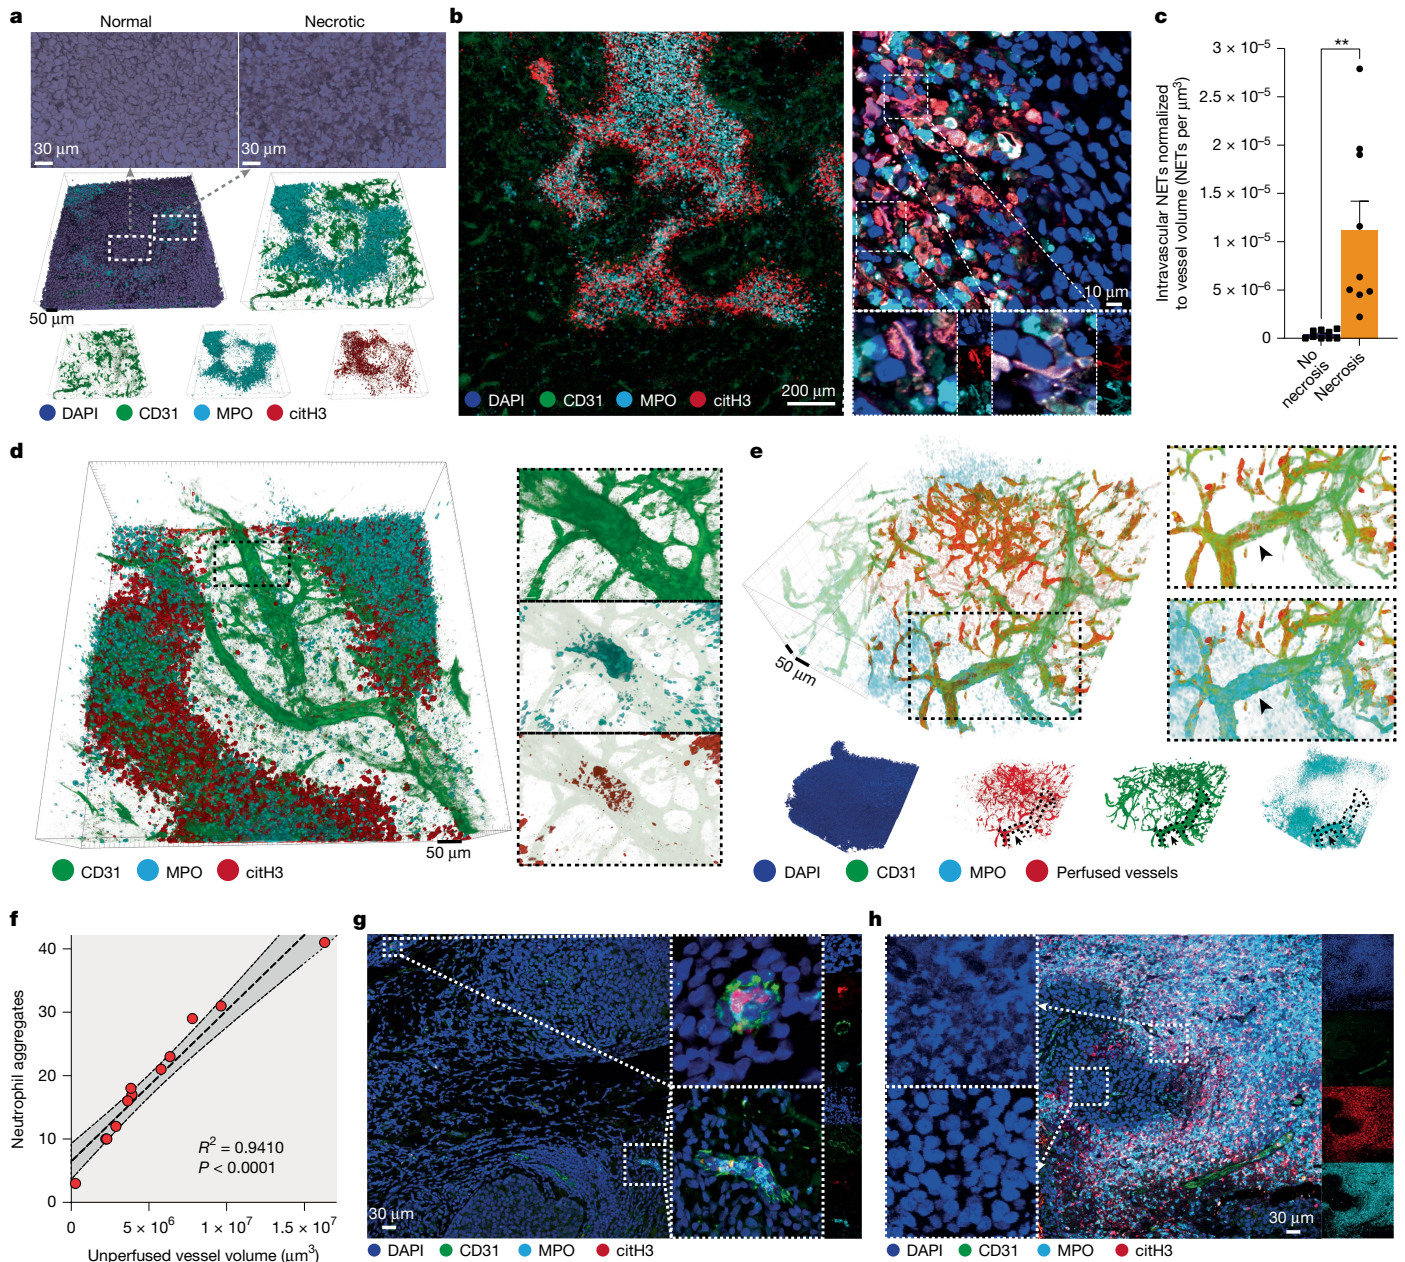 a
Normal
Necrotic
30 μm
30 μm
50 μm
DAPI
CD31
MPO
citH3
b
DAPI
CD31
MPO
citH3
200 μm
10 μm
c
Intravascular NETs normalized
to vessel volume (NETs per μm³)
3 × 10⁻⁵
2.5 × 10⁻⁵
2 × 10⁻⁵
1.5 × 10⁻⁵
1 × 10⁻⁵
5 × 10⁻⁶
0
**
No
necrosis
Necrosis
d
50 μm
CD31
MPO
citH3
e
50 μm
DAPI
CD31
MPO
Perfused vessels
f
Neutrophil aggregates
40
30
20
10
0
R² = 0.9410
P < 0.0001
0
5 × 10⁶
1 × 10⁷
1.5 × 10⁷
Unperfused vessel volume (μm³)
g
30 μm
DAPI
CD31
MPO
citH3
h
30 μm
DAPI
CD31
MPO
citH3